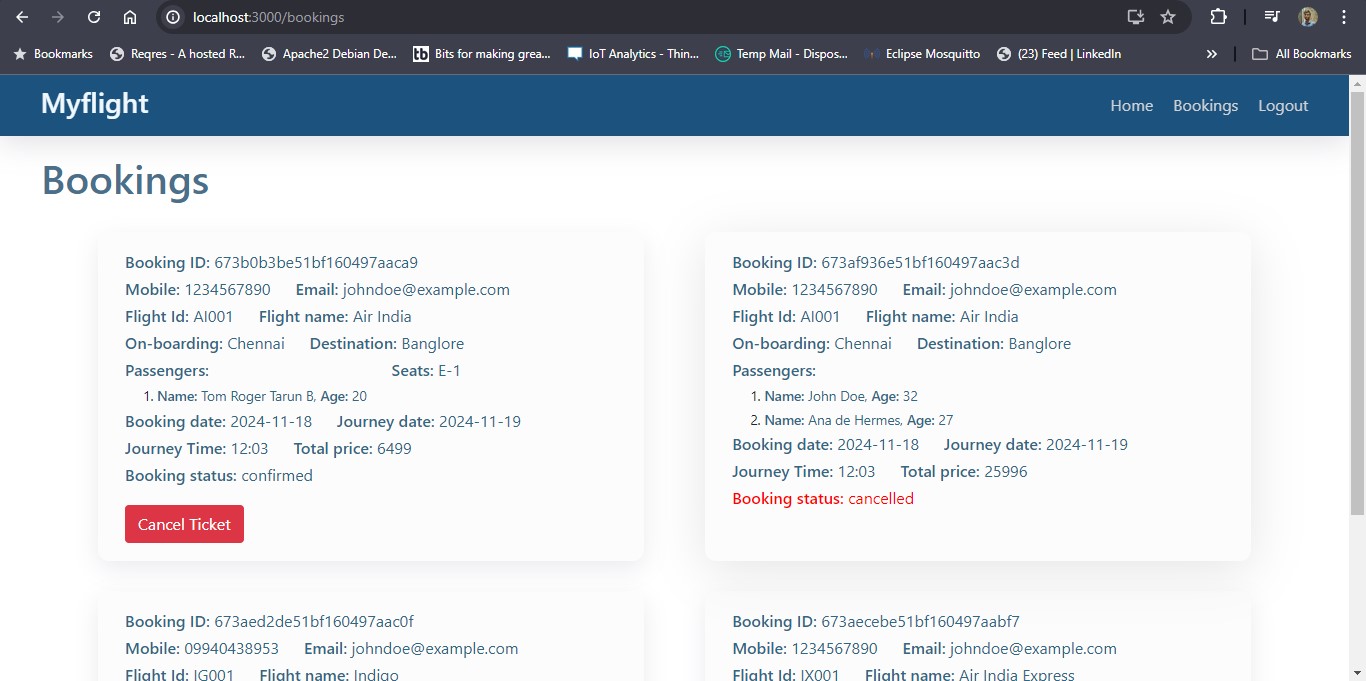 localhost:3000/bookings
Bookmarks Reqres - A hosted R... Apache2 Debian De... Bits for making grea... IoT Analytics - Thin... Temp Mail - Dispos... Eclipse Mosquitto (23) Feed | LinkedIn » All Bookmarks
Myflight Home Bookings Logout
Bookings
Booking ID: 673b0b3be51bf160497aaca9
Mobile: 1234567890 Email: johndoe@example.com
Flight Id: AI001 Flight name: Air India
On-boarding: Chennai Destination: Banglore
Passengers: Seats: E-1
1. Name: Tom Roger Tarun B, Age: 20
Booking date: 2024-11-18 Journey date: 2024-11-19
Journey Time: 12:03 Total price: 6499
Booking status: confirmed
Cancel Ticket
Booking ID: 673af936e51bf160497aac3d
Mobile: 1234567890 Email: johndoe@example.com
Flight Id: AI001 Flight name: Air India
On-boarding: Chennai Destination: Banglore
Passengers:
1. Name: John Doe, Age: 32
2. Name: Ana de Hermes, Age: 27
Booking date: 2024-11-18 Journey date: 2024-11-19
Journey Time: 12:03 Total price: 25996
Booking status: cancelled
Booking ID: 673aed2de51bf160497aac0f
Mobile: 09940438953 Email: johndoe@example.com
Flight Id: IG001 Flight name: Indigo
Booking ID: 673aecebe51bf160497aabf7
Mobile: 1234567890 Email: johndoe@example.com
Flight Id: IX001 Flight name: Air India Express